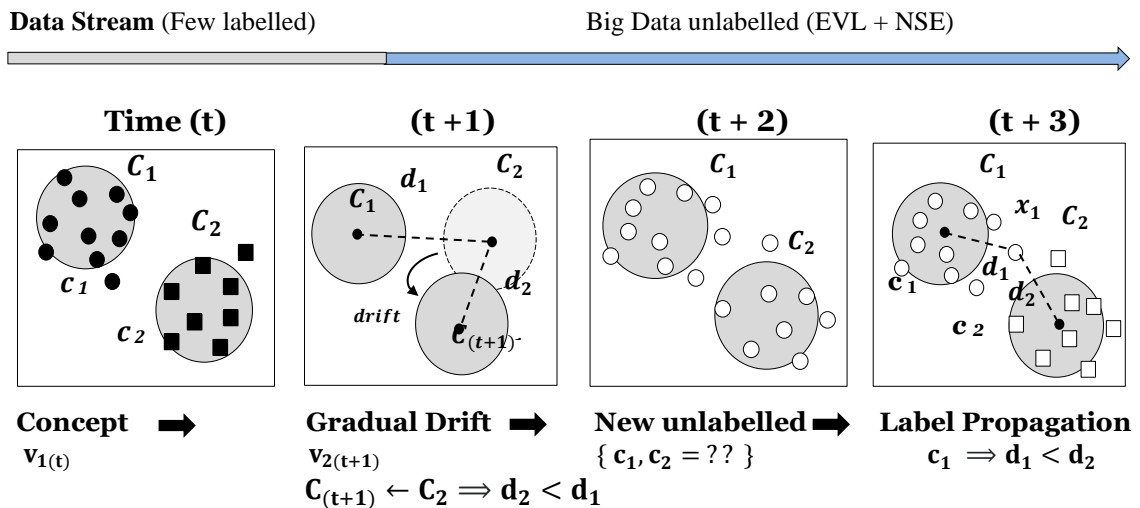 Data Stream (Few labelled)
Big Data unlabelled (EVL + NSE)
Time (t)
(t +1)
(t + 2)
(t + 3)
C₁
C₂
c₁
c₂
C₂
d₁
C₁
d₂
drift
C₍ₜ₊₁₎-
C₁
C₂
C₁
x₁
C₂
c₁
d₁
d₂
c₂
Concept
v₁₍ₜ₎
Gradual Drift
v₂₍ₜ₊₁₎
C₍ₜ₊₁₎ ← C₂ ⟹ d₂ < d₁
New unlabelled
{ c₁, c₂ = ?? }
Label Propagation
c₁ ⟹ d₁ < d₂